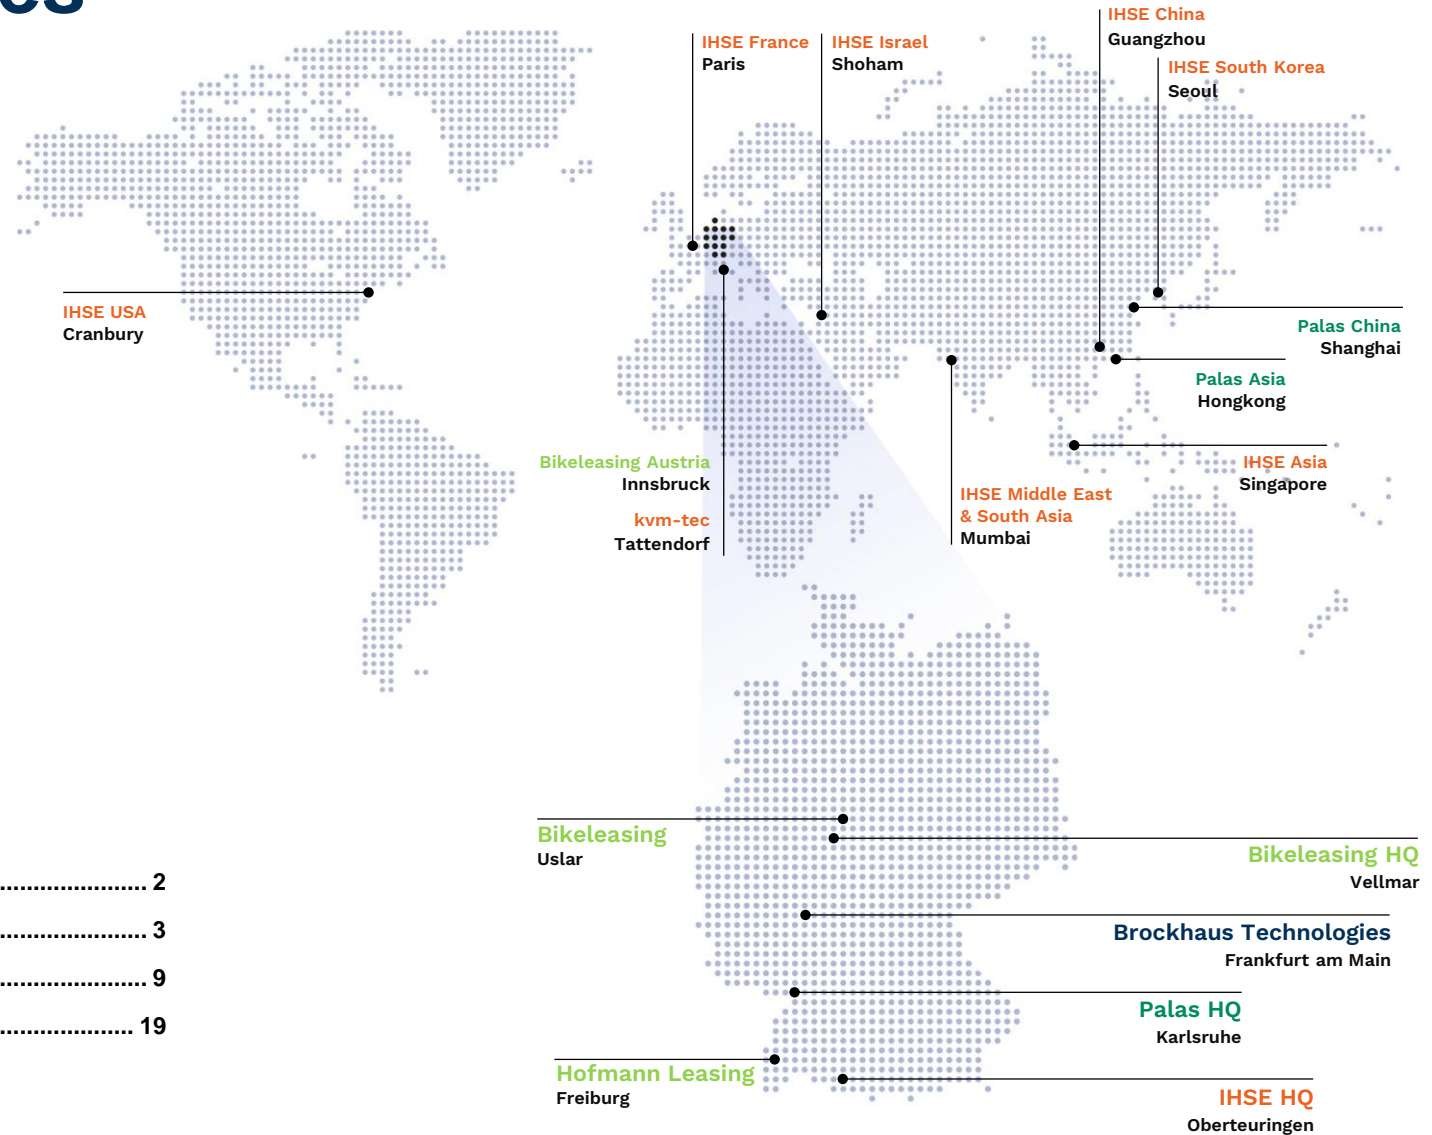 es
IHSE China
Guangzhou
IHSE France
Paris
IHSE Israel
Shoham
IHSE South Korea
Seoul
IHSE USA
Cranbury
Palas China
Shanghai
Palas Asia
Hongkong
Bikeleasing Austria
Innsbruck
kvm-tec
Tattendorf
IHSE Asia
Singapore
IHSE Middle East
& South Asia
Mumbai
Bikeleasing
Uslar
Bikeleasing HQ
Vellmar
Brockhaus Technologies
Frankfurt am Main
Palas HQ
Karlsruhe
Hofmann Leasing
Freiburg
IHSE HQ
Oberteuringen
...................... 2
...................... 3
...................... 9
.................... 19